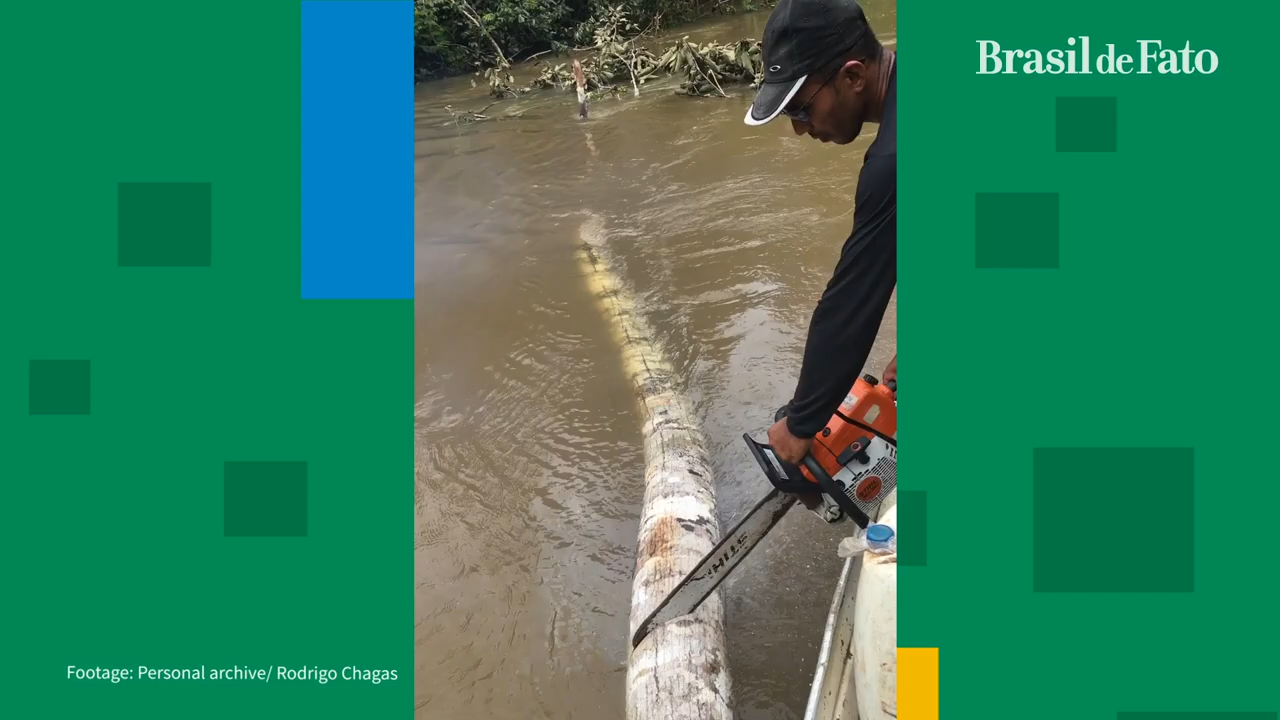 Brasil de Fato
STIHL
Footage: Personal archive/ Rodrigo Chagas